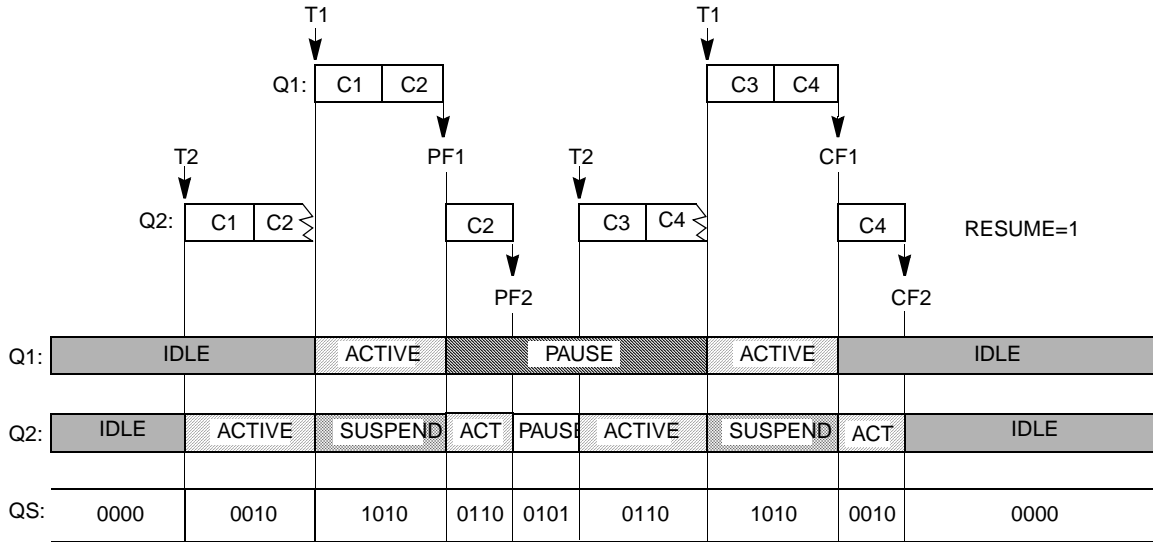 T1 T1
Q1: C1 C2 C3 C4
T2 PF1 T2 CF1
Q2: C1 C2 C2 C3 C4 C4 RESUME=1
PF2 CF2
Q1: IDLE ACTIVE PAUSE ACTIVE IDLE
Q2: IDLE ACTIVE SUSPEND ACT PAUSE ACTIVE SUSPEND ACT IDLE
QS: 0000 0010 1010 0110 0101 0110 1010 0010 0000